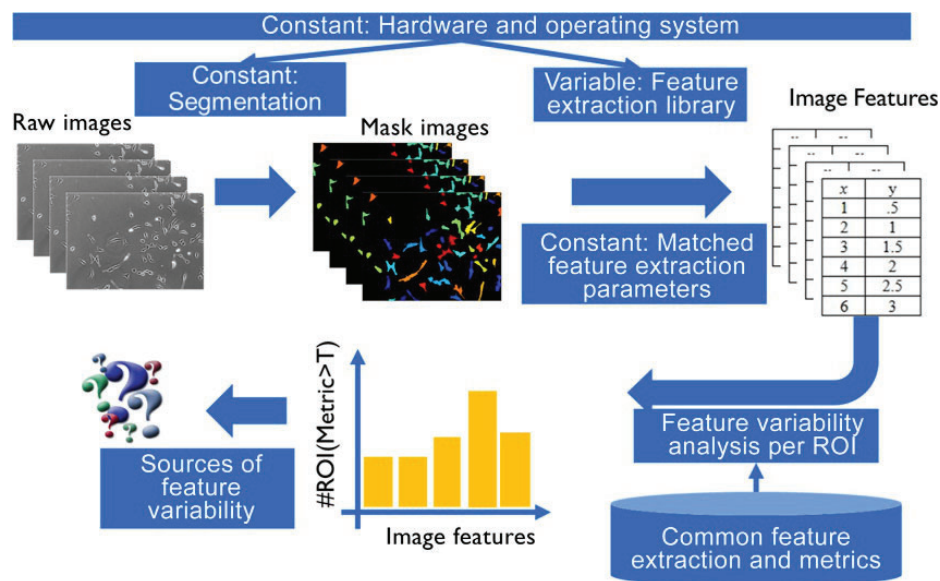 Constant: Hardware and operating system
Constant:
Segmentation
Variable: Feature
extraction library
Image Features
Raw images
Mask images
x y
1 .5
2 1
3 1.5
4 2
5 2.5
6 3
Constant: Matched
feature extraction
parameters
#ROI(Metric>T)
Image features
Sources of
feature
variability
Feature variability
analysis per ROI
Common feature
extraction and metrics